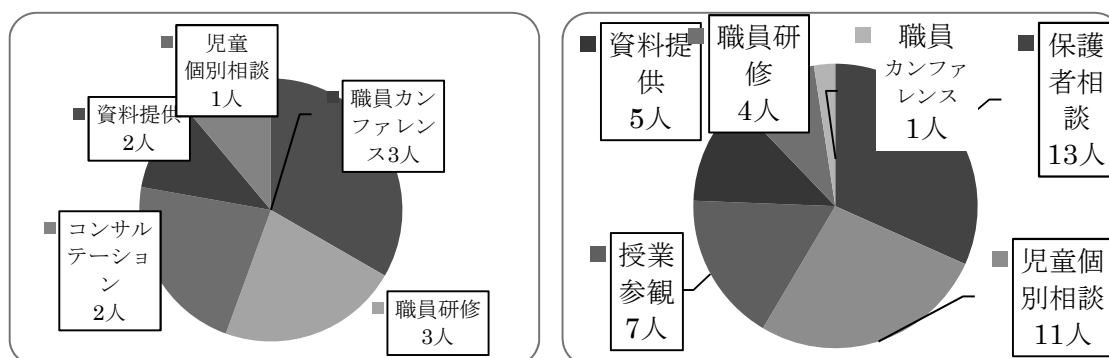 児童
個別相談
1人
資料提供
2人
職員カン
ファレン
ス3人
コンサル
テーショ
ン
2人
職員研修
3人
資料提
供
5人
職員研
修
4人
職員
カンファ
レンス
1人
保護
者相
談
13人
授業
参観
7人
児童個
別相談
11人